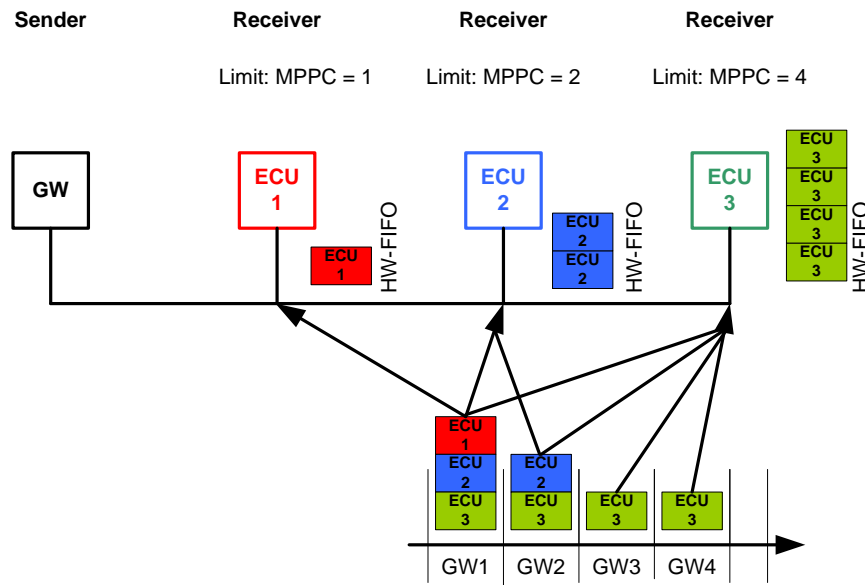 Sender
Receiver
Receiver
Receiver
Limit: MPPC = 1
Limit: MPPC = 2
Limit: MPPC = 4
GW
ECU
1
ECU
2
ECU
3
ECU
1
HW-FIFO
ECU
2
ECU
2
HW-FIFO
ECU
3
ECU
3
ECU
3
ECU
3
HW-FIFO
ECU
1
ECU
2
ECU
3
ECU
2
ECU
3
ECU
3
ECU
3
GW1
GW2
GW3
GW4